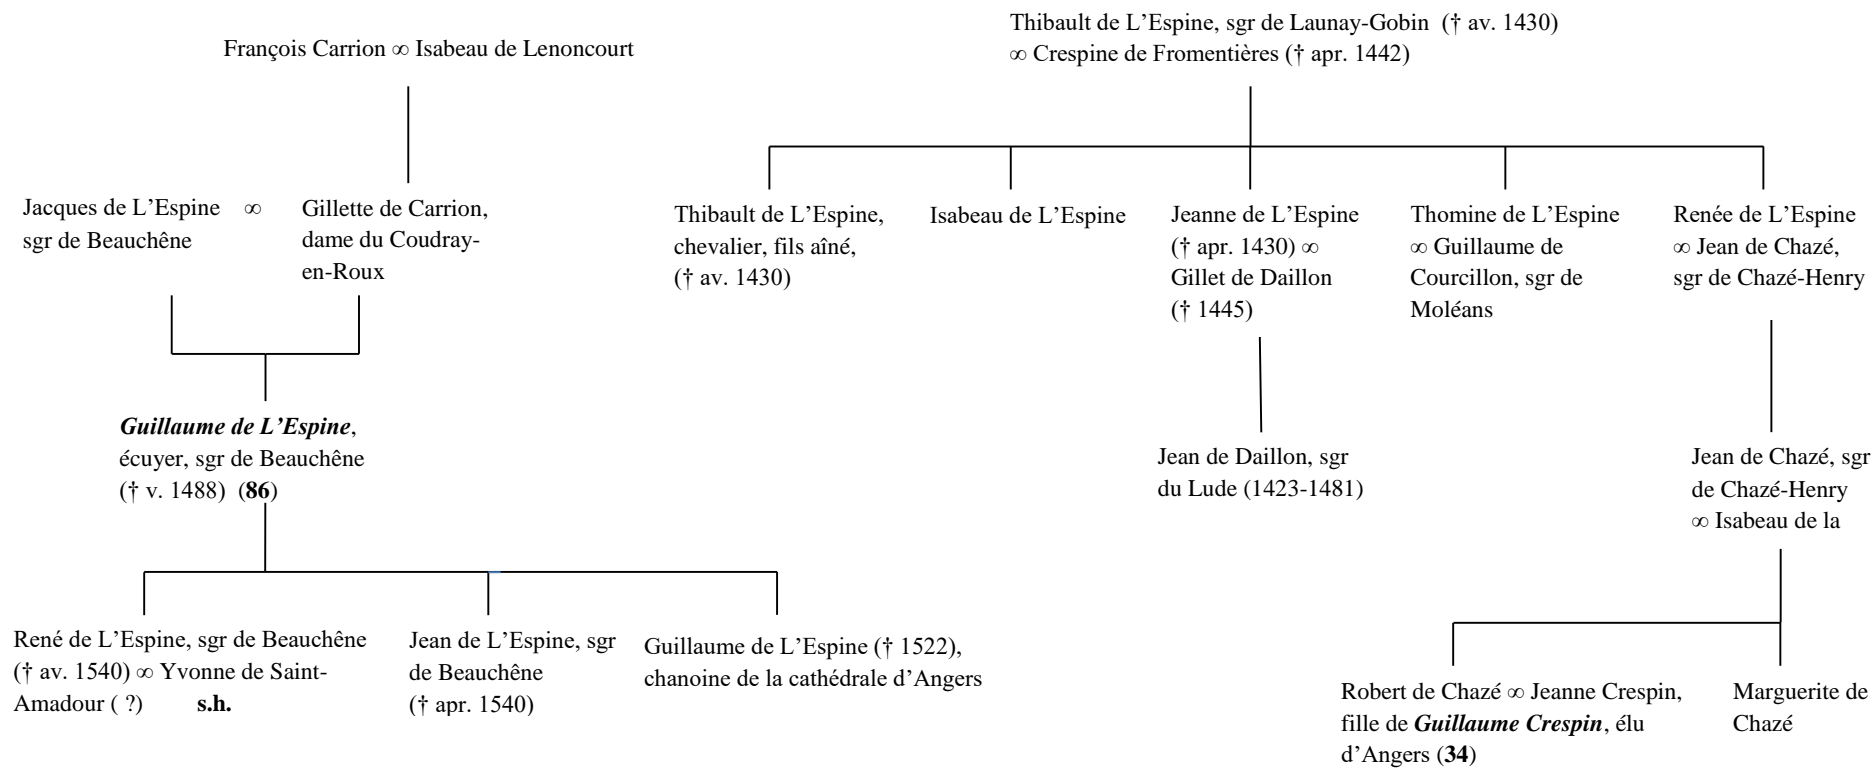 François Carrion ∞ Isabeau de Lenoncourt
Thibault de L’Espine, sgr de Launay-Gobin († av. 1430)
∞ Crespine de Fromentières († apr. 1442)
Jacques de L’Espine ∞
sgr de Beauchêne
Gillette de Carrion,
dame du Coudray-
en-Roux
Thibault de L’Espine,
chevalier, fils aîné,
(† av. 1430)
Isabeau de L’Espine
Jeanne de L’Espine
(† apr. 1430) ∞
Gillet de Daillon
(† 1445)
Thomine de L’Espine
∞ Guillaume de
Courcillon, sgr de
Moléans
Renée de L’Espine
∞ Jean de Chazé,
sgr de Chazé-Henry
Guillaume de L’Espine,
écuyer, sgr de Beauchêne
(† v. 1488) (86)
Jean de Daillon, sgr
du Lude (1423-1481)
Jean de Chazé, sgr
de Chazé-Henry
∞ Isabeau de la
René de L’Espine, sgr de Beauchêne
(† av. 1540) ∞ Yvonne de Saint-
Amadour ( ?) s.h.
Jean de L’Espine, sgr
de Beauchêne
(† apr. 1540)
Guillaume de L’Espine († 1522),
chanoine de la cathédrale d’Angers
Robert de Chazé ∞ Jeanne Crespin,
fille de Guillaume Crespin, élu
d’Angers (34)
Marguerite de
Chazé